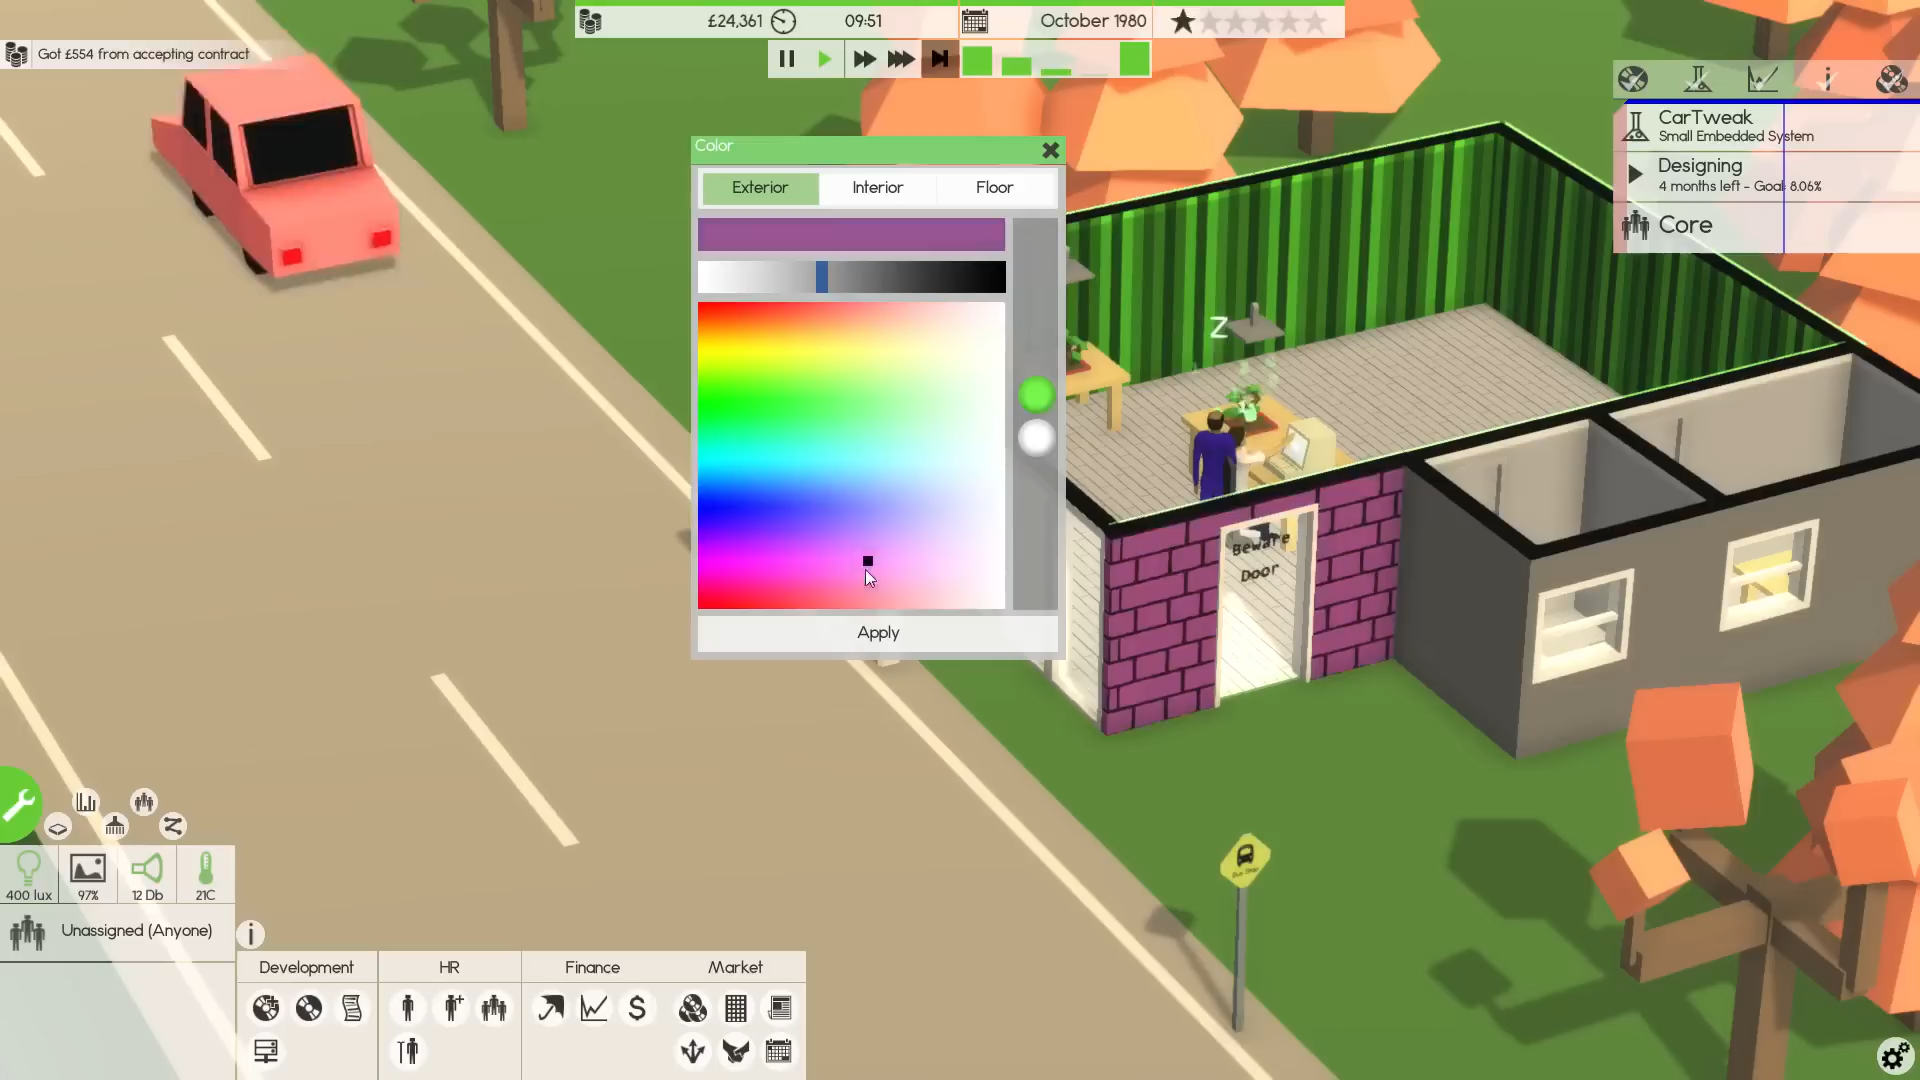 £24,361
09:51
October 1980
Got £554 from accepting contract
CarTweak
Small Embedded System
Designing
4 months left - Goal: 8.06%
Core
Color
Exterior
Interior
Floor
Apply
Z
Beware
Door
Bus Stop
400 lux
97%
12 Db
21C
Unassigned (Anyone)
i
Development
HR
Finance
Market